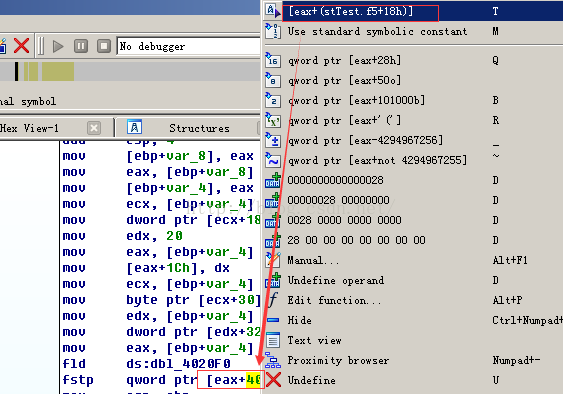 No debugger
nal symbol
Hex View-1
Structures
esp, 4
mov [ebp+var_8], eax
mov eax, [ebp+var_8]
mov [ebp+var_4], eax
mov ecx, [ebp+var_4]
mov dword ptr [ecx+18
mov edx, 20
mov eax, [ebp+var_4]
mov [eax+1Ch], dx
mov ecx, [ebp+var_4]
mov byte ptr [ecx+30]
mov edx, [ebp+var_4]
mov dword ptr [edx+32
mov eax, [ebp+var_4]
fld ds:dbl_4020F0
fstp qword ptr [eax+40
[eax+(stTest.f5+18h)] T
Use standard symbolic constant M
qword ptr [eax+28h] Q
qword ptr [eax+50o]
qword ptr [eax+101000b] B
qword ptr [eax+'('] R
qword ptr [eax-4294967256] _
qword ptr [eax+not 4294967255] ~
0000000000000028 D
00000028 00000000 D
0028 0000 0000 0000 D
28 00 00 00 00 00 00 00 D
Manual... Alt+F1
Undefine operand D
Edit function... Alt+P
Hide Ctrl+Numpad+
Text view
Proximity browser Numpad+-
Undefine U